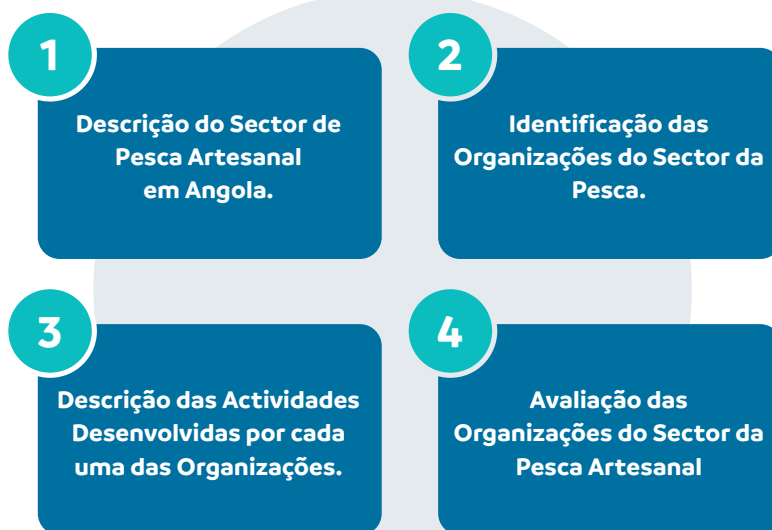 1
Descrição do Sector de
Pesca Artesanal
em Angola.
2
Identificação das
Organizações do Sector da
Pesca.
3
Descrição das Actividades
Desenvolvidas por cada
uma das Organizações.
4
Avaliação das
Organizações do Sector da
Pesca Artesanal